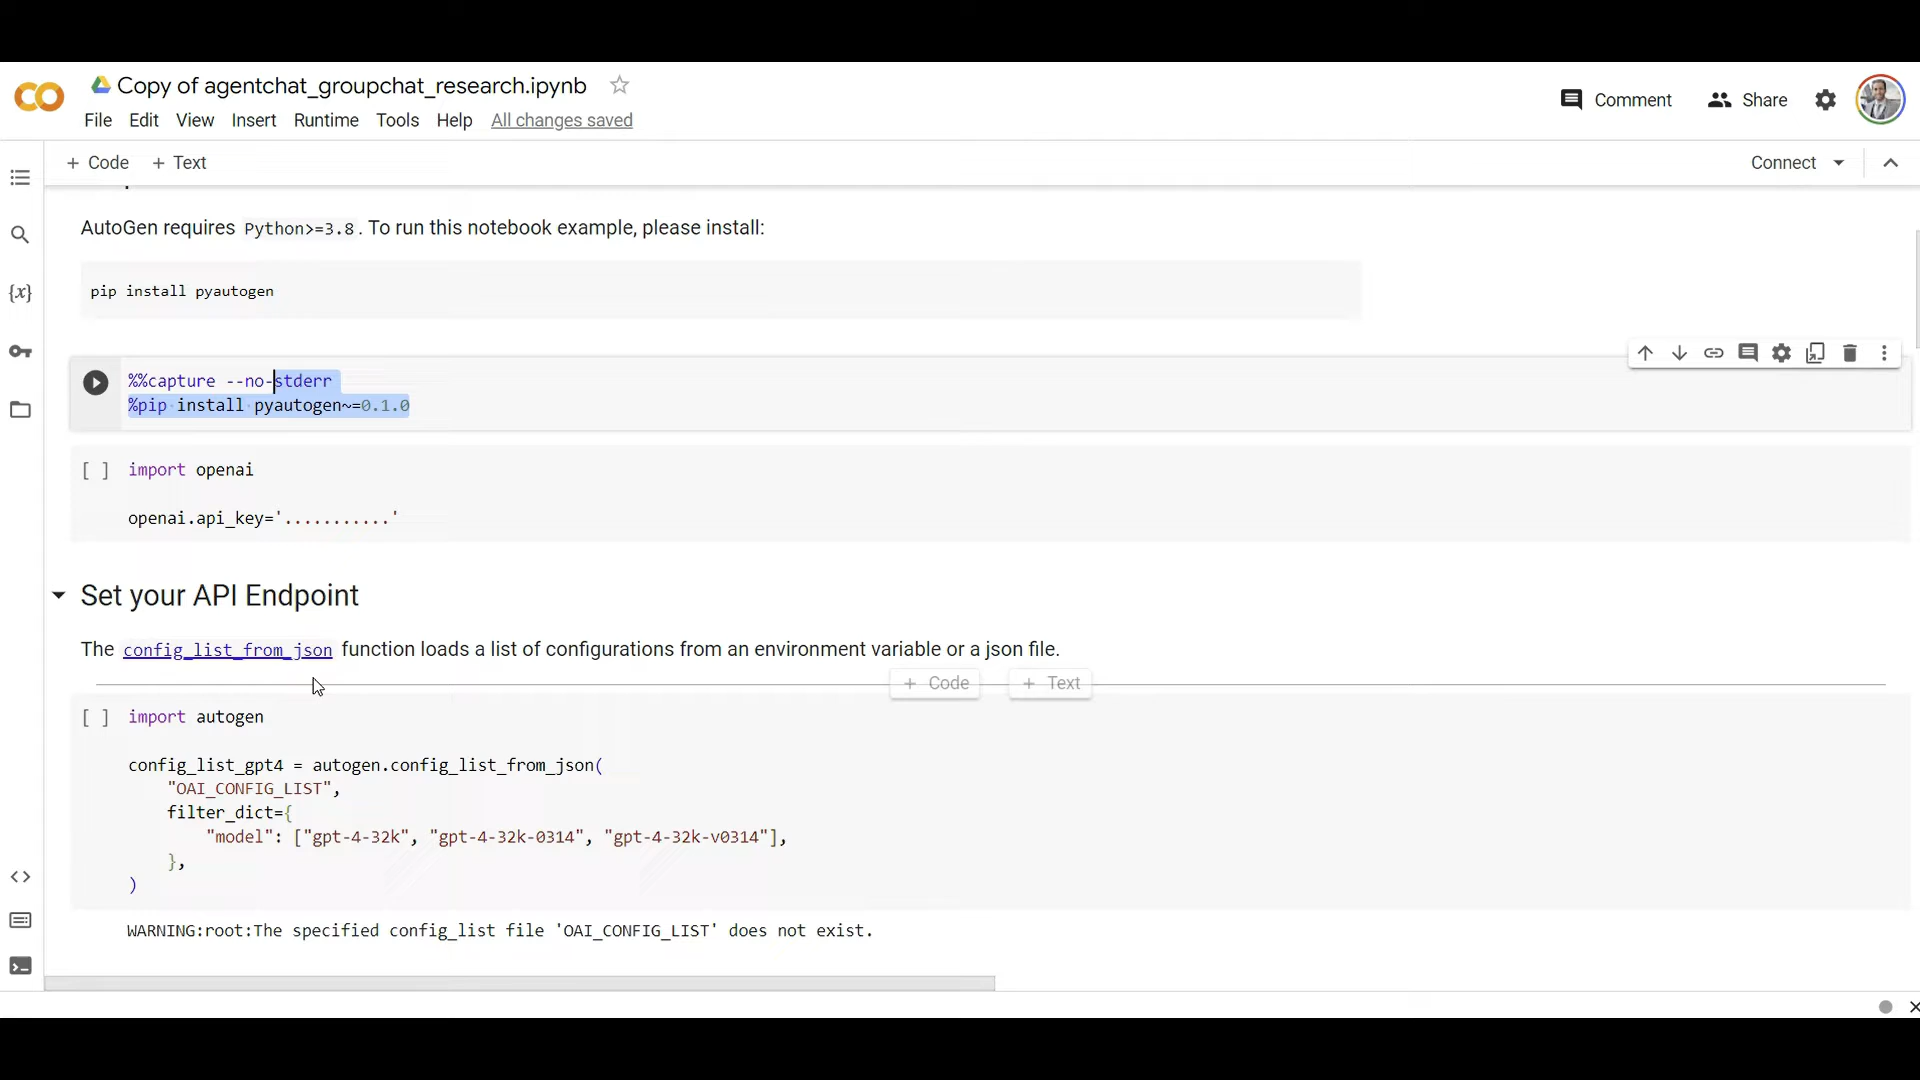 Copy of agentchat_groupchat_research.ipynb
Comment
Share
File Edit View Insert Runtime Tools Help All changes saved
+ Code + Text
Connect
AutoGen requires Python>=3.8. To run this notebook example, please install:
pip install pyautogen
%%capture --no-stderr
%pip install pyautogen~=0.1.0
[ ] import openai
openai.api_key='...........'
Set your API Endpoint
The config_list_from_json function loads a list of configurations from an environment variable or a json file.
+ Code + Text
[ ] import autogen
config_list_gpt4 = autogen.config_list_from_json(
"OAI_CONFIG_LIST",
filter_dict={
"model": ["gpt-4-32k", "gpt-4-32k-0314", "gpt-4-32k-v0314"],
},
)
WARNING:root:The specified config_list file 'OAI_CONFIG_LIST' does not exist.